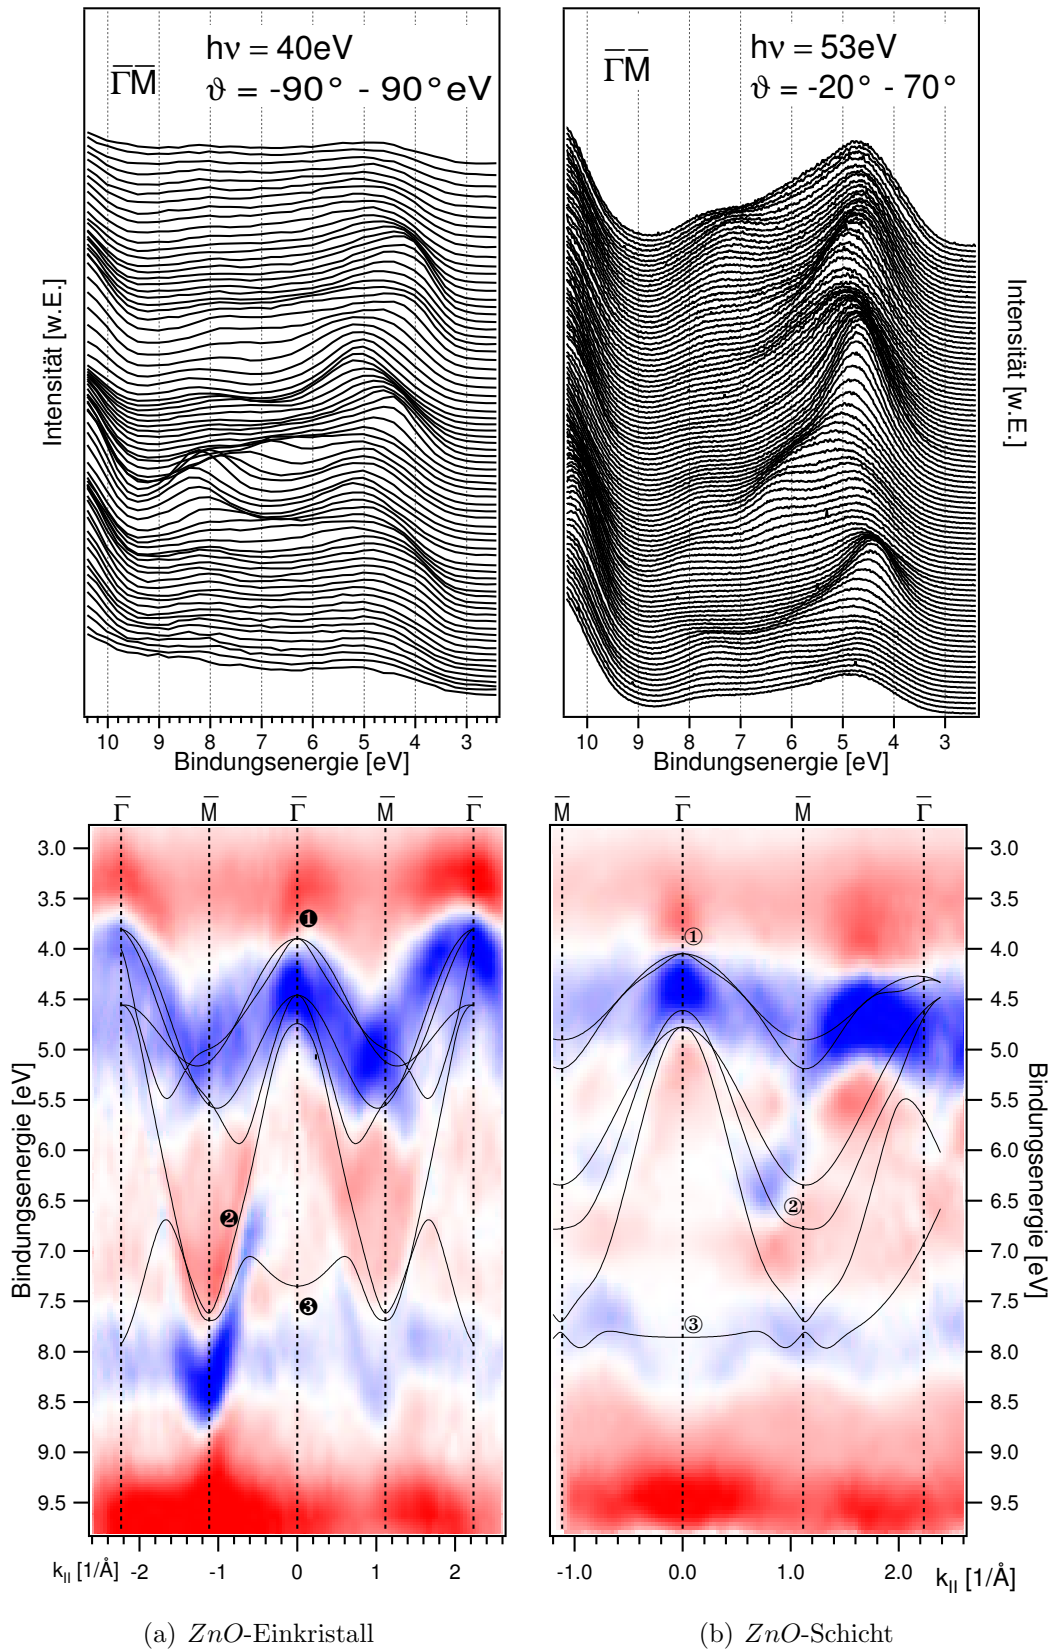 hν = 40eV
Γ̅M̅
ϑ = -90° - 90°eV
Intensität [w.E.]
10 9 8 7 6 5 4 3
Bindungsenergie [eV]
hν = 53eV
Γ̅M̅
ϑ = -20° - 70°
Intensität [w.E.]
10 9 8 7 6 5 4 3
Bindungsenergie [eV]
Γ̅ M̅ Γ̅ M̅ Γ̅
3.0
3.5
4.0
4.5
5.0
5.5
6.0
6.5
7.0
7.5
8.0
8.5
9.0
9.5
Bindungsenergie [eV]
❶
❷
❸
k|| [1/Å] -2 -1 0 1 2
M̅ Γ̅ M̅ Γ̅
①
②
③
3.0
3.5
4.0
4.5
5.0
5.5
6.0
6.5
7.0
7.5
8.0
8.5
9.0
9.5
Bindungsenergie [eV]
-1.0 0.0 1.0 2.0 k|| [1/Å]
(a) ZnO-Einkristall
(b) ZnO-Schicht